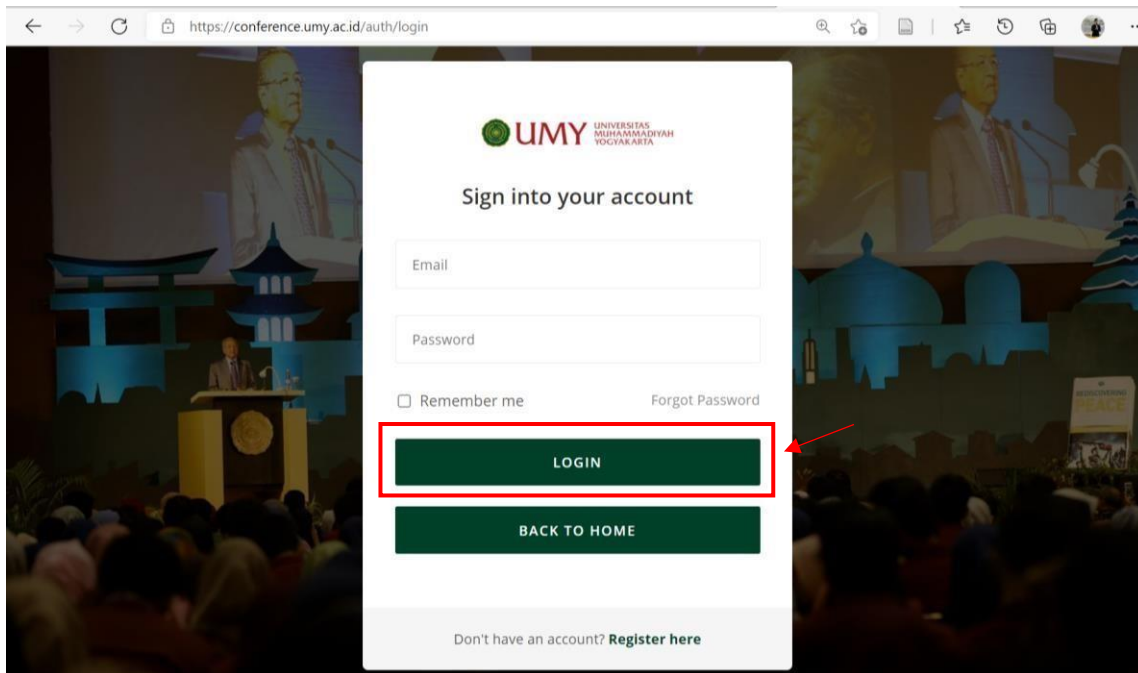 https://conference.umy.ac.id/auth/login
UMY
UNIVERSITAS
MUHAMMADIYAH
YOGYAKARTA
Sign into your account
Email
Password
Remember me
Forgot Password
LOGIN
BACK TO HOME
Don't have an account? Register here
REDISCOVERING
PEACE